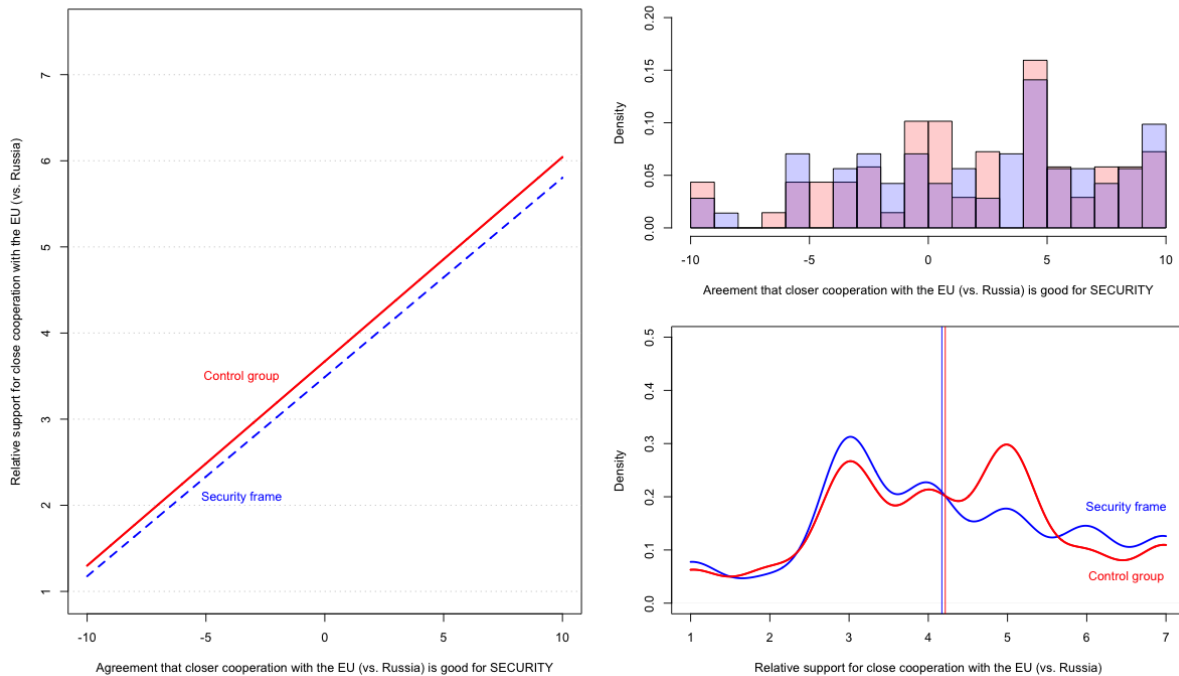 Relative support for close cooperation with the EU (vs. Russia)
7
6
5
4
3
2
1
Control group
Security frame
-10 -5 0 5 10
Agreement that closer cooperation with the EU (vs. Russia) is good for SECURITY
Density
0.20
0.15
0.10
0.05
0.00
-10 -5 0 5 10
Areement that closer cooperation with the EU (vs. Russia) is good for SECURITY
Density
0.5
0.4
0.3
0.2
0.1
0.0
Security frame
Control group
1 2 3 4 5 6 7
Relative support for close cooperation with the EU (vs. Russia)